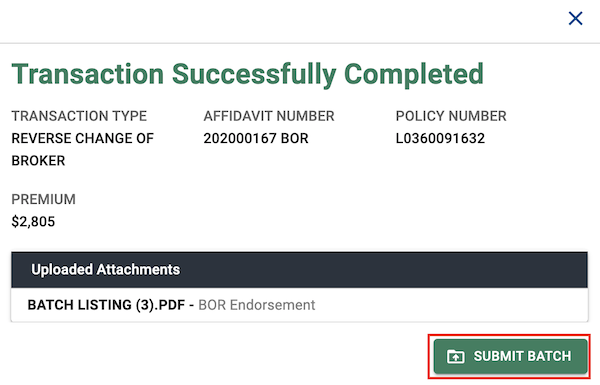 Transaction Successfully Completed
TRANSACTION TYPE
REVERSE CHANGE OF
BROKER
AFFIDAVIT NUMBER
202000167 BOR
POLICY NUMBER
L0360091632
PREMIUM
$2,805
Uploaded Attachments
BATCH LISTING (3).PDF - BOR Endorsement
SUBMIT BATCH